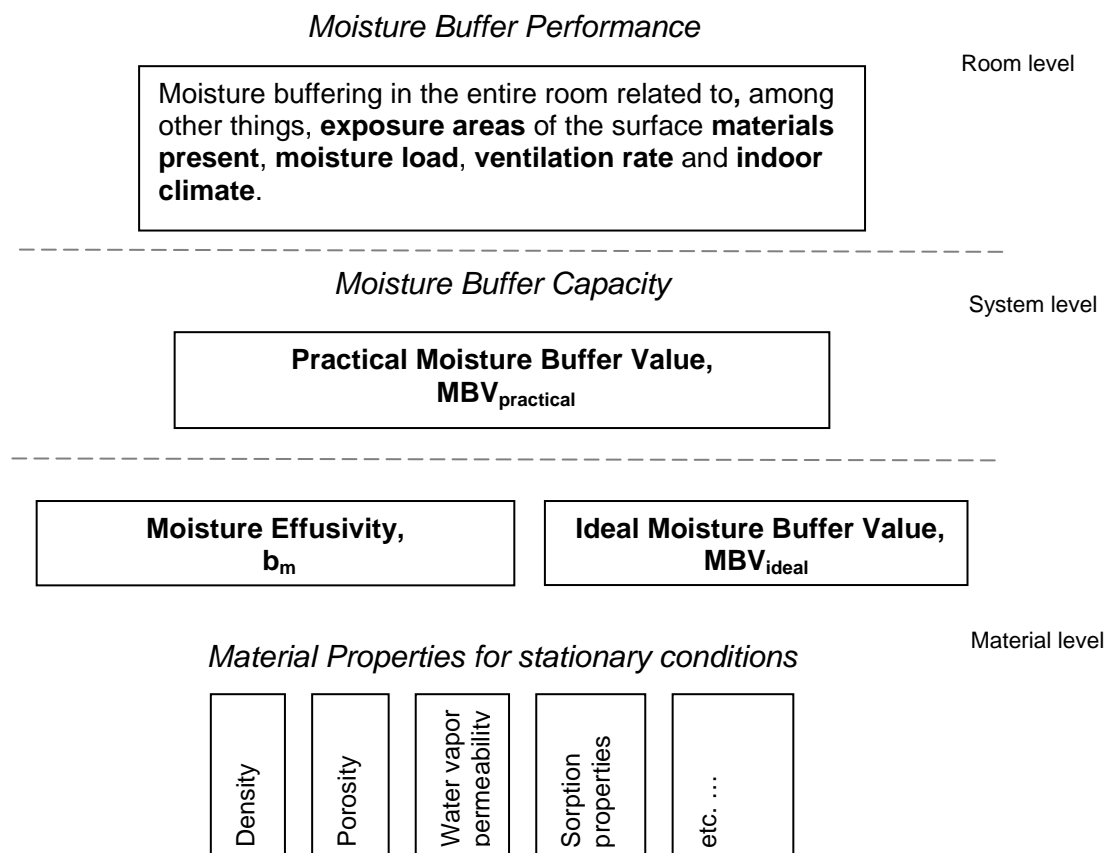 Moisture Buffer Performance
Room level
Moisture buffering in the entire room related to, among
other things, exposure areas of the surface materials
present, moisture load, ventilation rate and indoor
climate.
Moisture Buffer Capacity
System level
Practical Moisture Buffer Value,
MBVpractical
Moisture Effusivity,
bm
Ideal Moisture Buffer Value,
MBVideal
Material level
Material Properties for stationary conditions
Density
Porosity
Water vapor
permeability
Sorption
properties
etc. …